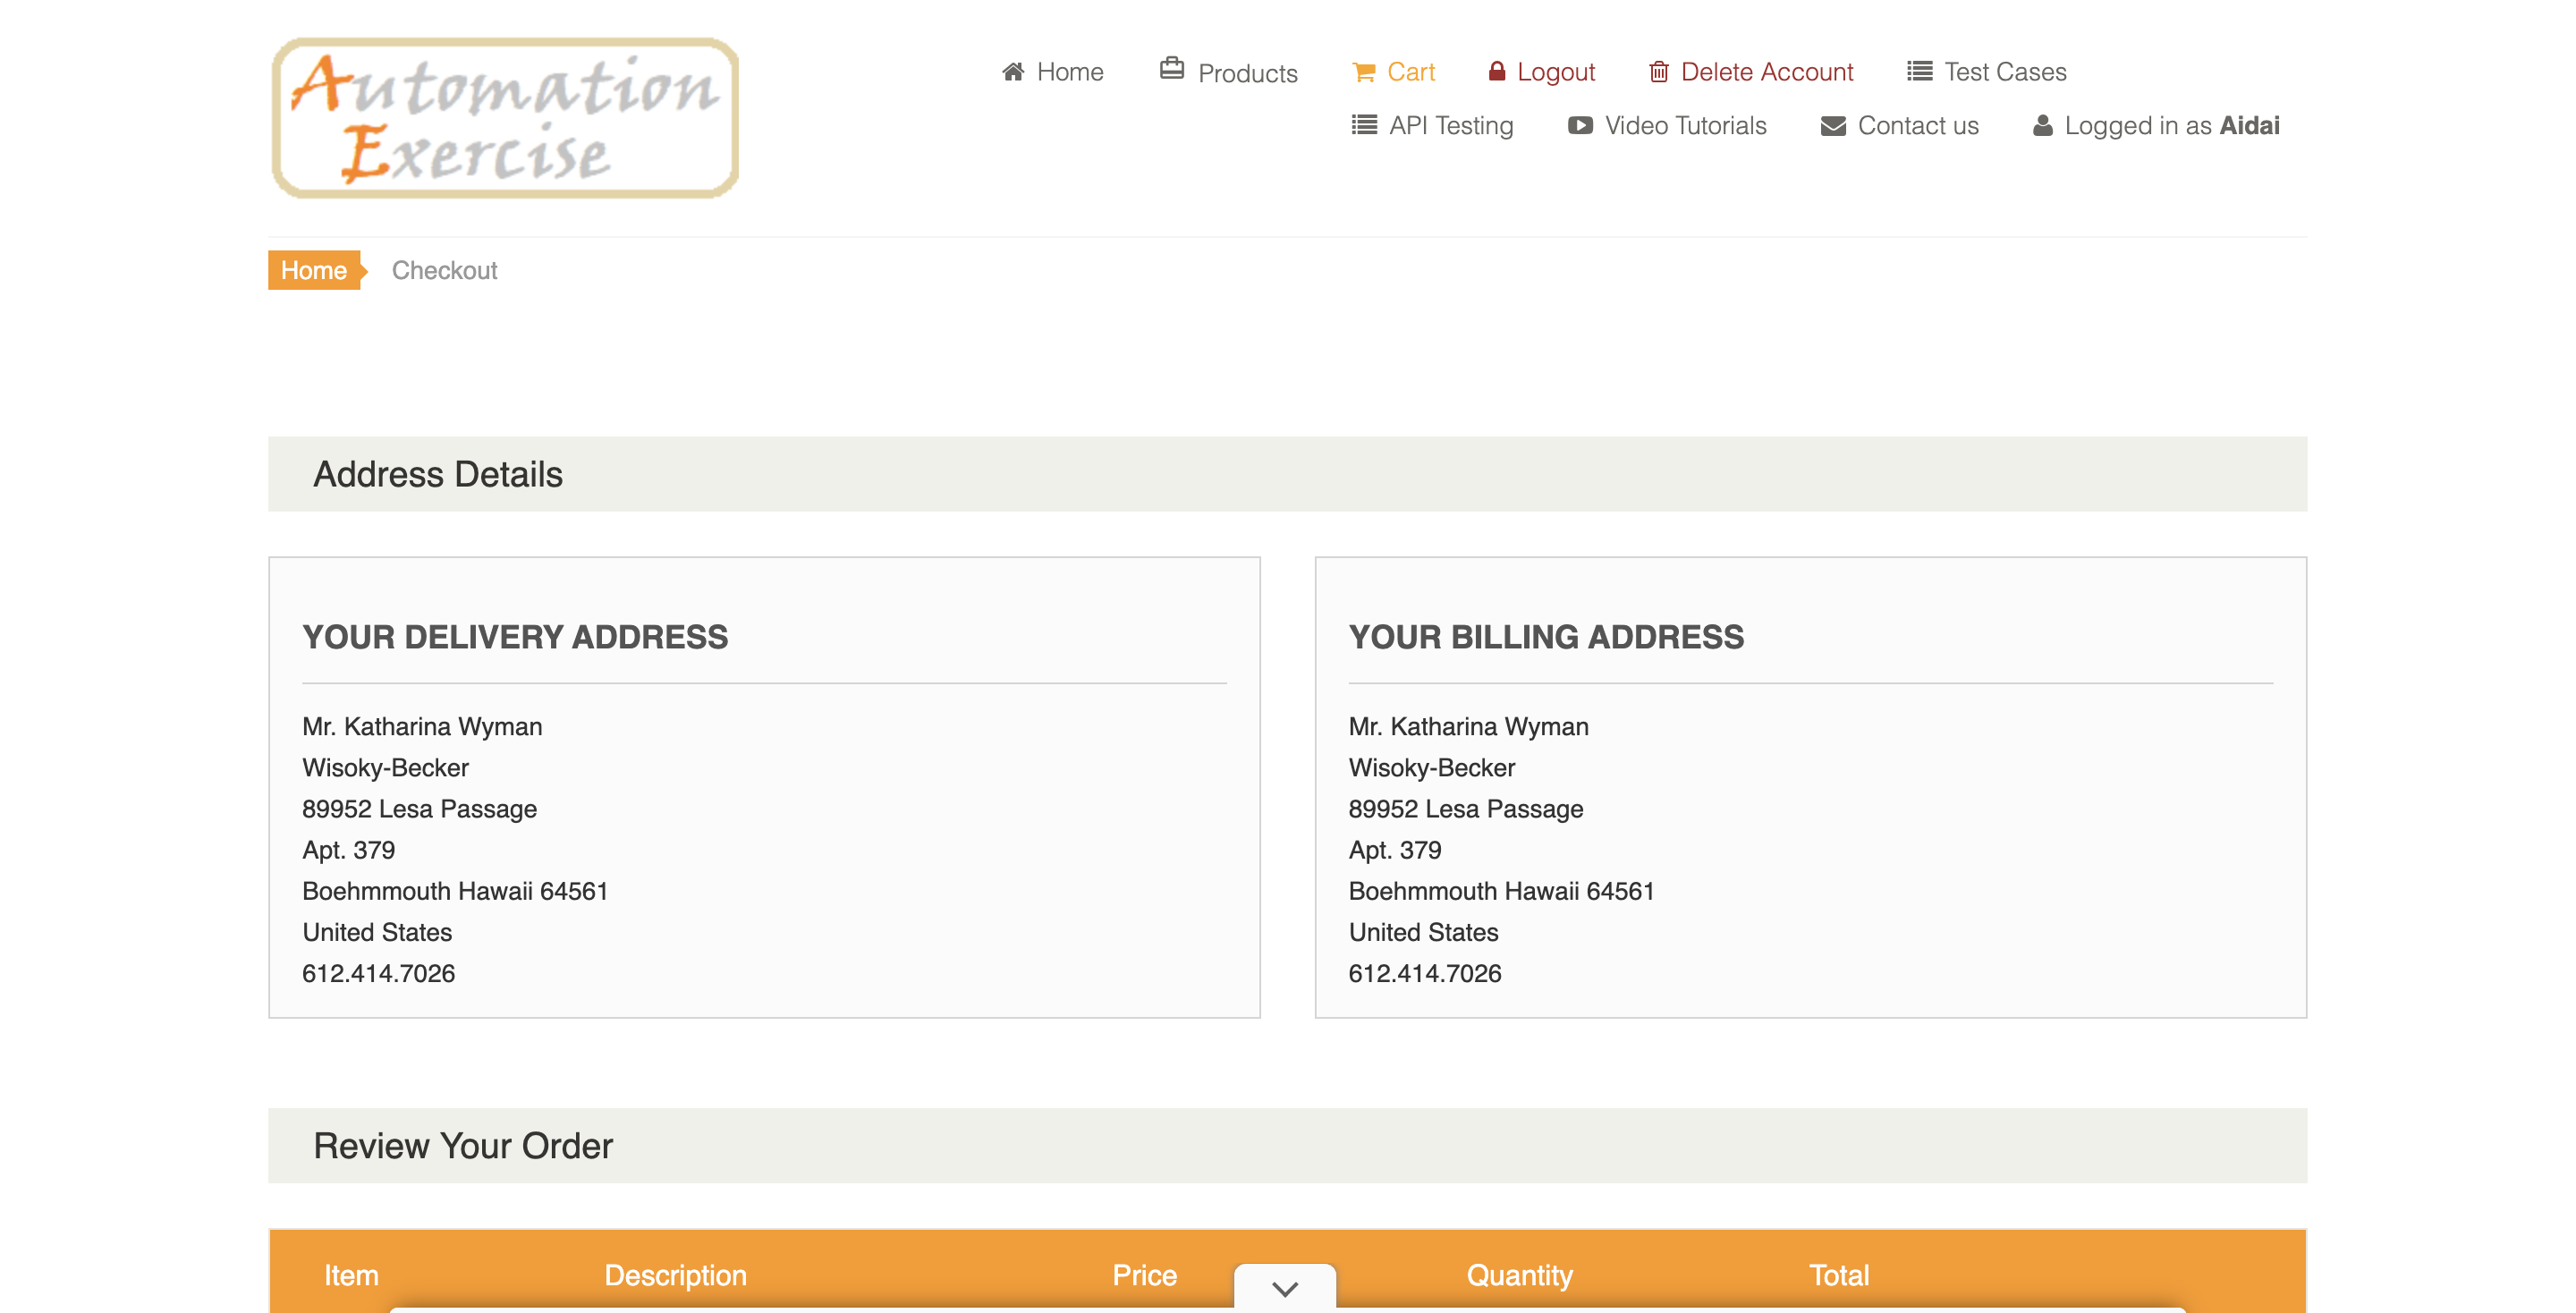 Automation
Exercise
Home Products Cart Logout Delete Account Test Cases
API Testing Video Tutorials Contact us Logged in as Aidai
Home Checkout
Address Details
YOUR DELIVERY ADDRESS
Mr. Katharina Wyman
Wisoky-Becker
89952 Lesa Passage
Apt. 379
Boehmmouth Hawaii 64561
United States
612.414.7026
YOUR BILLING ADDRESS
Mr. Katharina Wyman
Wisoky-Becker
89952 Lesa Passage
Apt. 379
Boehmmouth Hawaii 64561
United States
612.414.7026
Review Your Order
Item Description Price Quantity Total